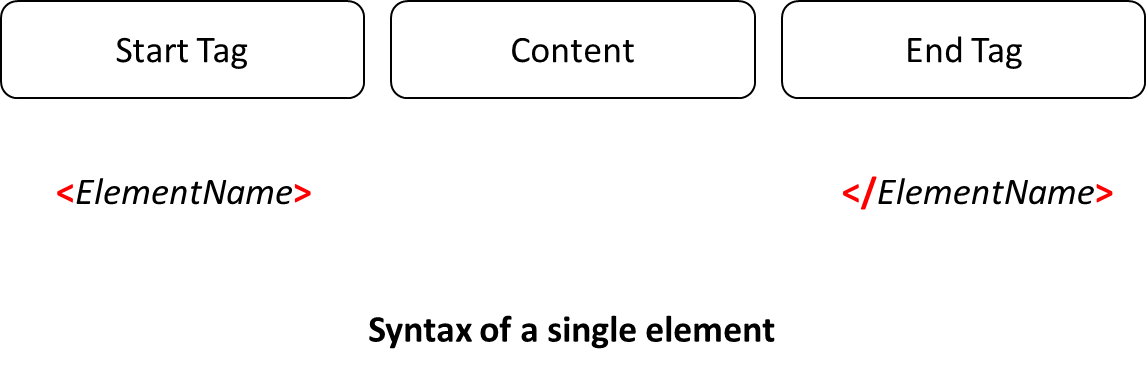 Start Tag Content End Tag
<ElementName> </ElementName>
Syntax of a single element